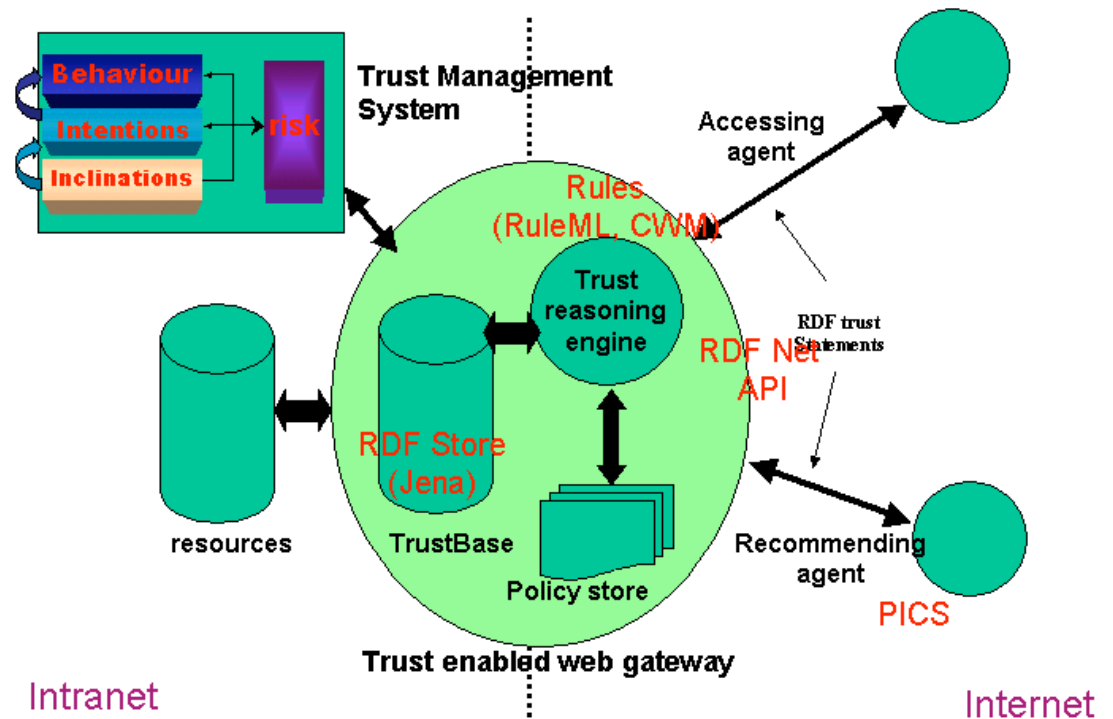 Behaviour
Intentions
Inclinations
risk
Trust Management
System
Accessing
agent
Rules
(RuleML, CWM)
Trust
reasoning
engine
RDF trust
Statements
RDF Net
API
RDF Store
(Jena)
resources
TrustBase
Policy store
Recommending
agent
PICS
Trust enabled web gateway
Intranet
Internet